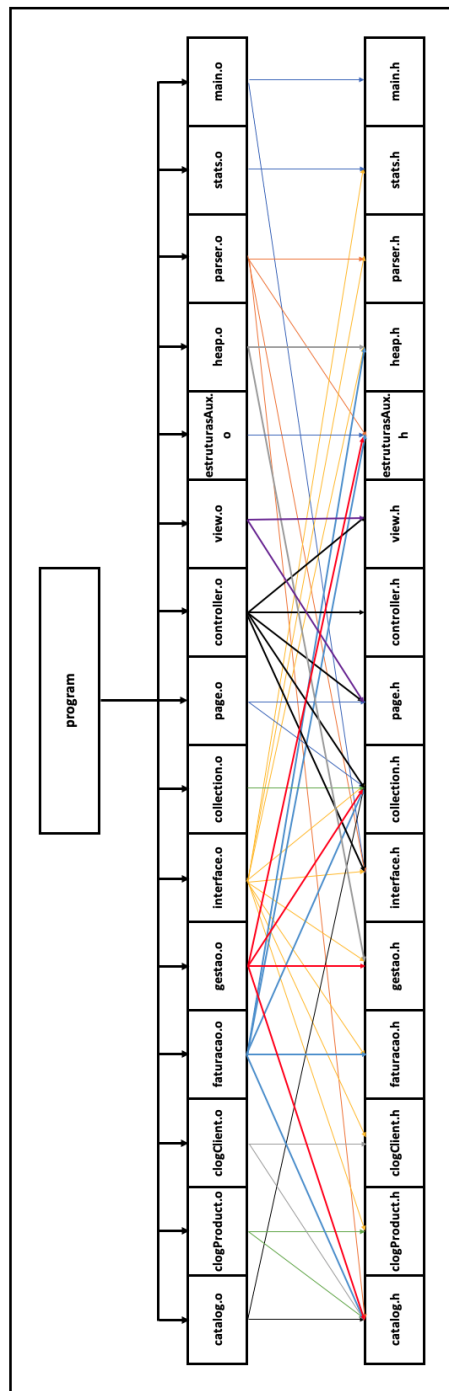 program
catalog.o
clogProduct.o
clogClient.o
faturacao.o
gestao.o
interface.o
collection.o
page.o
controller.o
view.o
estruturasAux.
o
heap.o
parser.o
stats.o
main.o
catalog.h
clogProduct.h
clogClient.h
faturacao.h
gestao.h
interface.h
collection.h
page.h
controller.h
view.h
estruturasAux.
h
heap.h
parser.h
stats.h
main.h